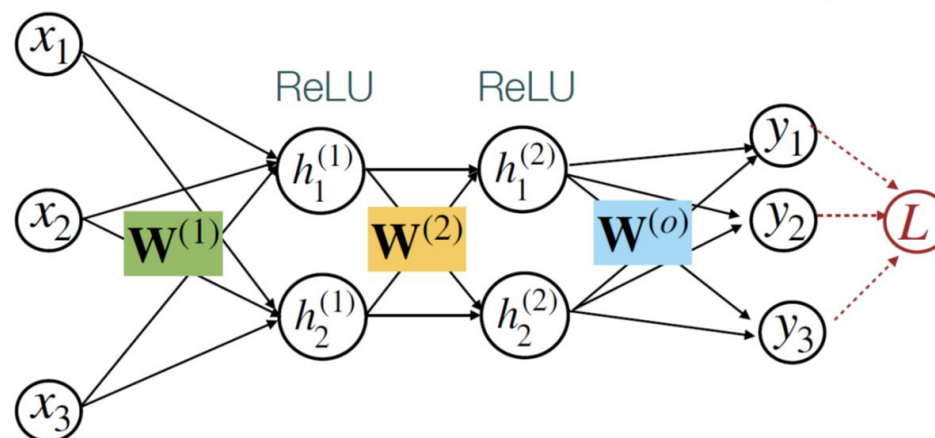 x₁
ReLU ReLU
y₁
h₁⁽¹⁾ h₁⁽²⁾
x₂ W⁽¹⁾ W⁽²⁾ W⁽ᵒ⁾ y₂ L
h₂⁽¹⁾ h₂⁽²⁾ y₃
x₃